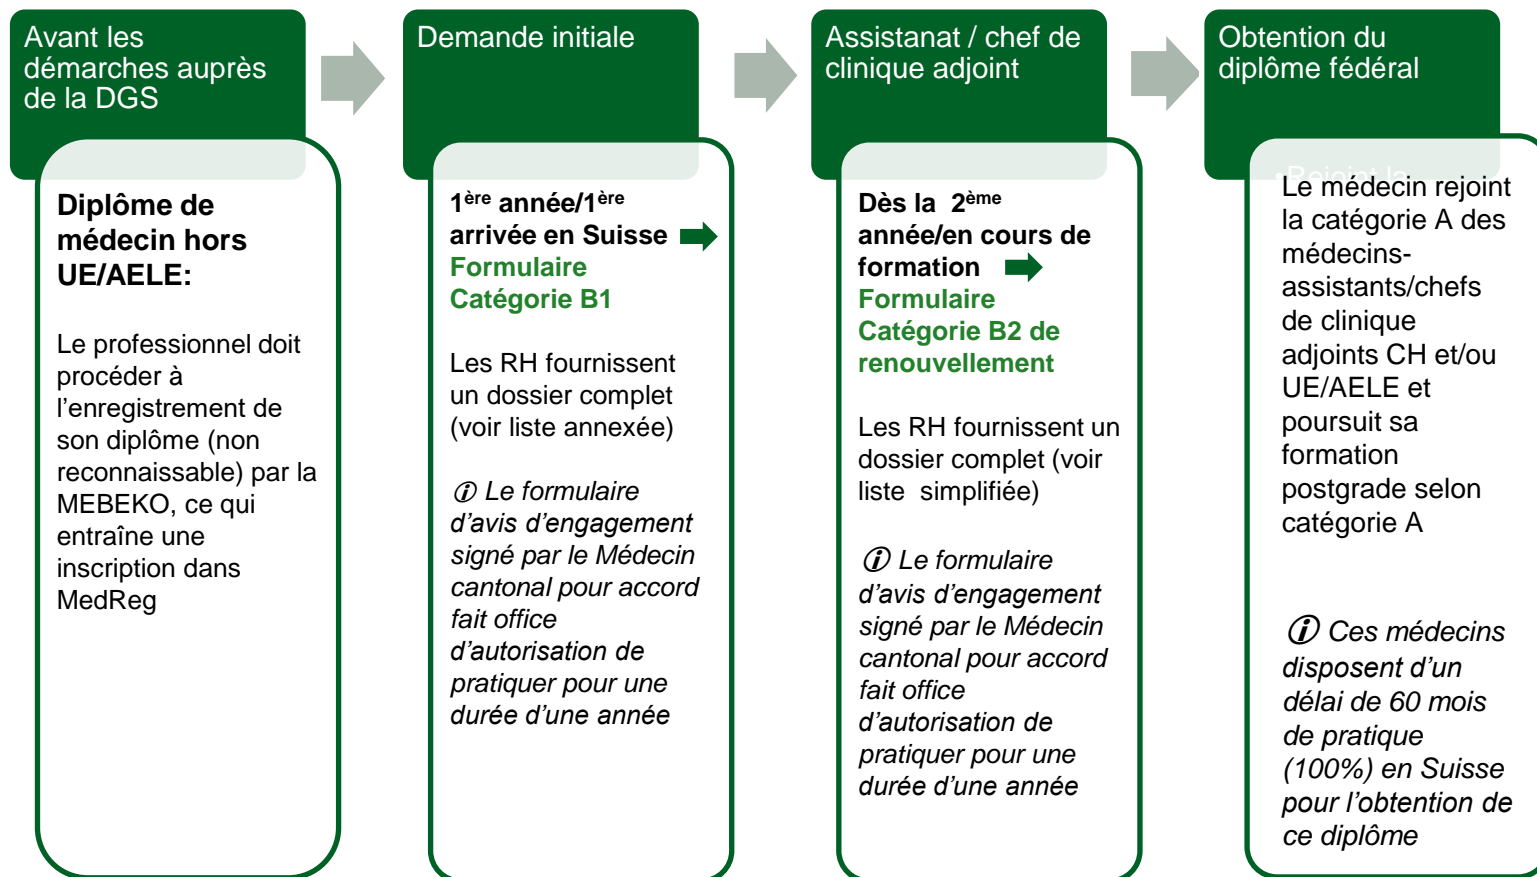 Avant les
démarches auprès
de la DGS
Diplôme de
médecin hors
UE/AELE:
Le professionnel doit
procéder à
l’enregistrement de
son diplôme (non
reconnaissable) par la
MEBEKO, ce qui
entraîne une
inscription dans
MedReg
Demande initiale
1ère année/1ère
arrivée en Suisse
Formulaire
Catégorie B1
Les RH fournissent
un dossier complet
(voir liste annexée)
ⓘ Le formulaire
d’avis d’engagement
signé par le Médecin
cantonal pour accord
fait office
d’autorisation de
pratiquer pour une
durée d’une année
Assistanat / chef de
clinique adjoint
Dès la 2ème
année/en cours de
formation
Formulaire
Catégorie B2 de
renouvellement
Les RH fournissent un
dossier complet (voir
liste simplifiée)
ⓘ Le formulaire
d’avis d’engagement
signé par le Médecin
cantonal pour accord
fait office
d’autorisation de
pratiquer pour une
durée d’une année
Obtention du
diplôme fédéral
•Rejoint la
Le médecin rejoint
la catégorie A des
médecins-
assistants/chefs
de clinique
adjoints CH et/ou
UE/AELE et
poursuit sa
formation
postgrade selon
catégorie A
ⓘ Ces médecins
disposent d’un
délai de 60 mois
de pratique
(100%) en Suisse
pour l’obtention de
ce diplôme